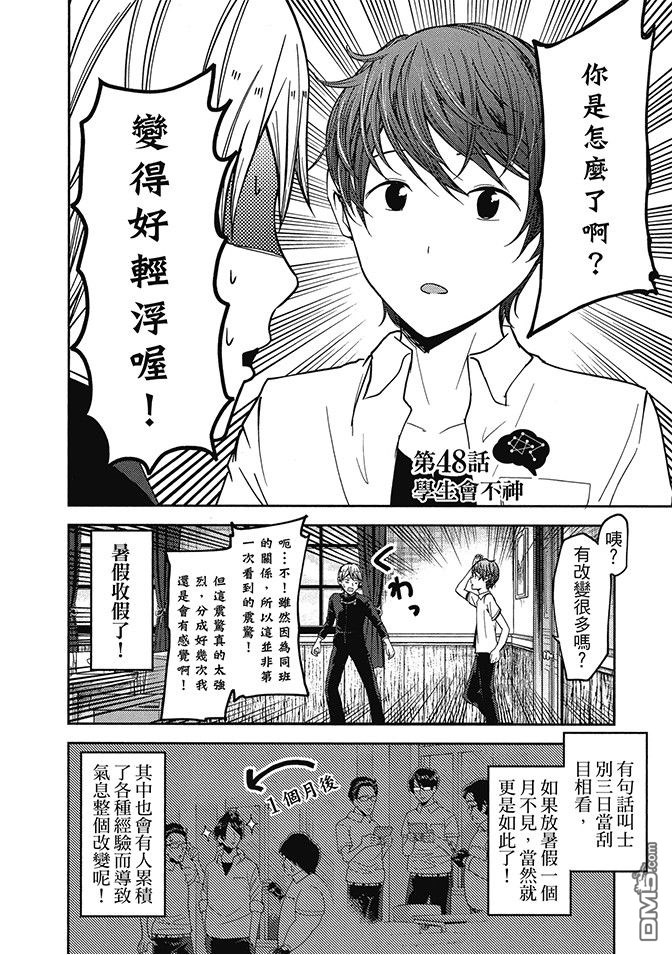 你是怎麼了啊？
變得好輕浮喔！
第48話
學生會不神
咦？
有改變很多嗎？
くわっ
呃…不！雖然因為同班
的關係，所以這並非第
一次看到的震驚！
但這震驚真的太強
烈，分成好幾次我
還是會有感覺啊！
暑假收假了！
有句話叫士
別三日當刮
目相看，
如果放暑假一個
月不見，當然就
更是如此了！
1個月後
其中也會有人累積
了各種經驗而導致
氣息整個改變呢！
DM5.com